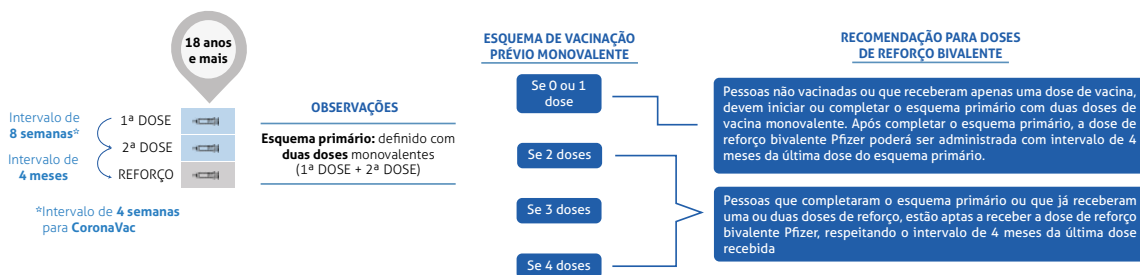 18 anos
e mais
Intervalo de
8 semanas*
Intervalo de
4 meses
1ª DOSE
2ª DOSE
REFORÇO
*Intervalo de 4 semanas
para CoronaVac
OBSERVAÇÕES
Esquema primário: definido com
duas doses monovalentes
(1ª DOSE + 2ª DOSE)
ESQUEMA DE VACINAÇÃO
PRÉVIO MONOVALENTE
Se 0 ou 1
dose
Se 2 doses
Se 3 doses
Se 4 doses
RECOMENDAÇÃO PARA DOSES
DE REFORÇO BIVALENTE
Pessoas não vacinadas ou que receberam apenas uma dose de vacina,
devem iniciar ou completar o esquema primário com duas doses de
vacina monovalente. Após completar o esquema primário, a dose de
reforço bivalente Pfizer poderá ser administrada com intervalo de 4
meses da última dose do esquema primário.
Pessoas que completaram o esquema primário ou que já receberam
uma ou duas doses de reforço, estão aptas a receber a dose de reforço
bivalente Pfizer, respeitando o intervalo de 4 meses da última dose
recebida